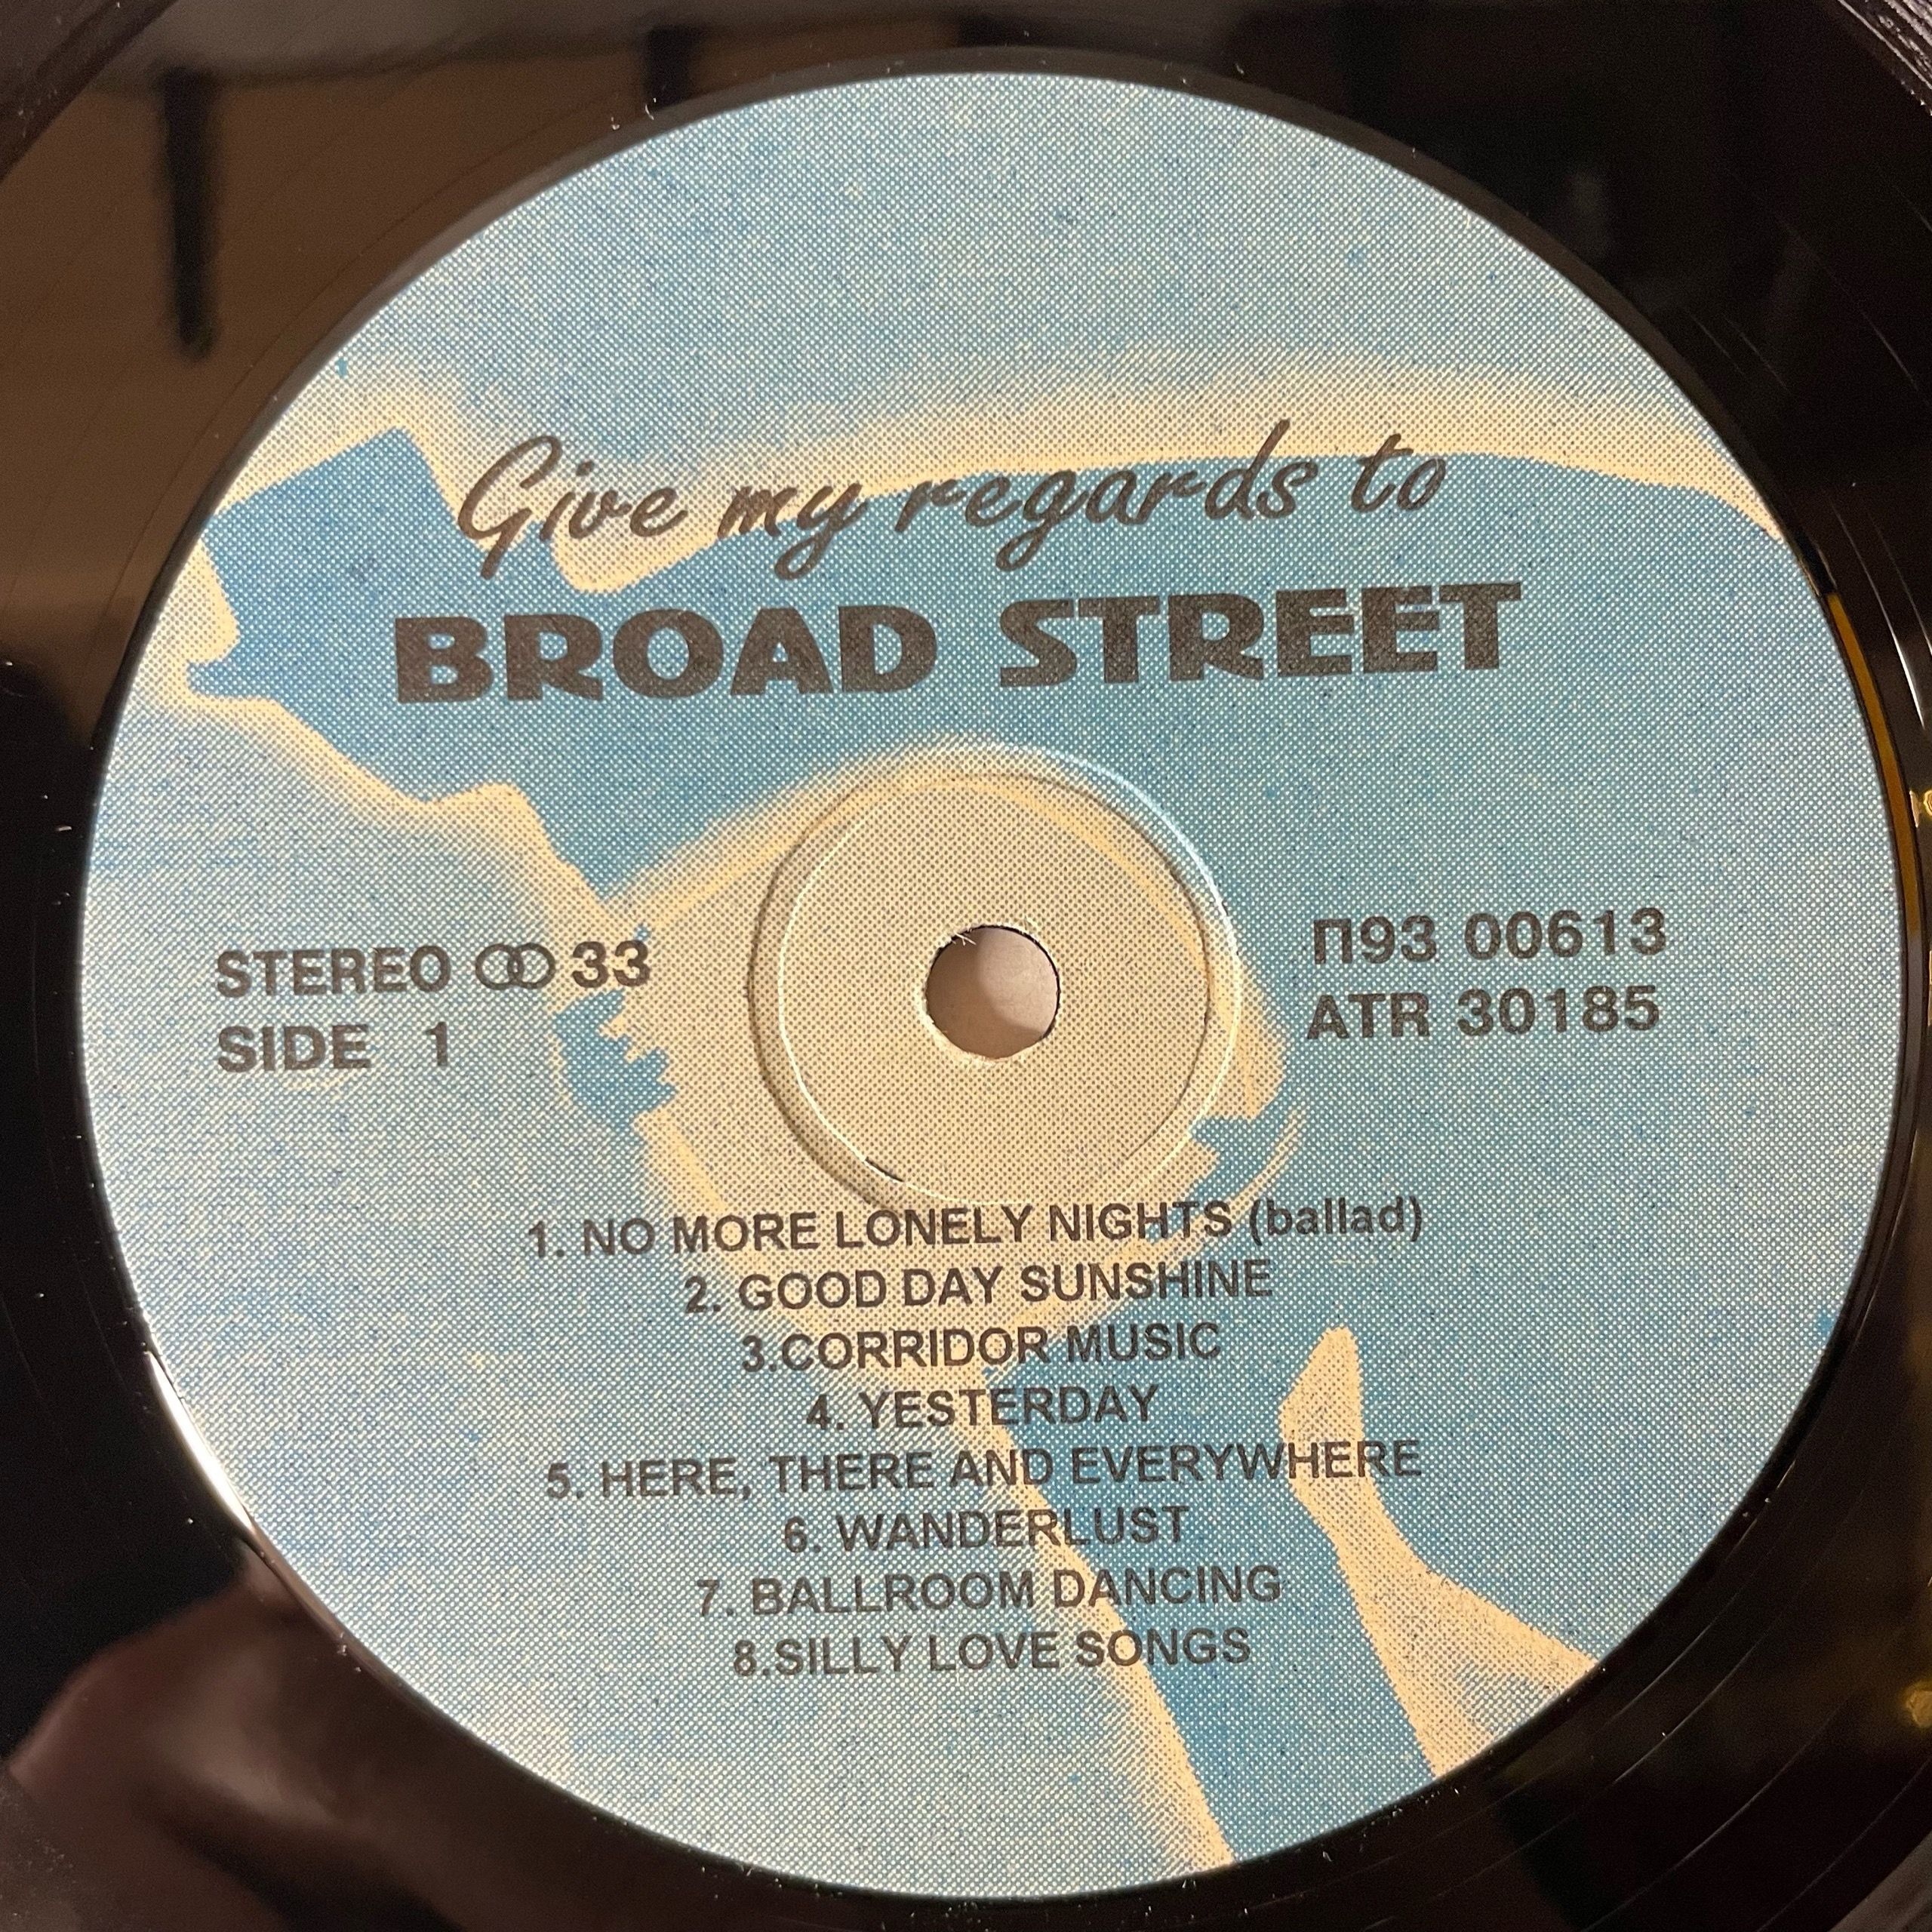 Give my regards to
BROAD STREET
STEREO 33
SIDE 1
П93 00613
ATR 30185
1. NO MORE LONELY NIGHTS (ballad)
2. GOOD DAY SUNSHINE
3.CORRIDOR MUSIC
4. YESTERDAY
5. HERE, THERE AND EVERYWHERE
6. WANDERLUST
7. BALLROOM DANCING
8.SILLY LOVE SONGS